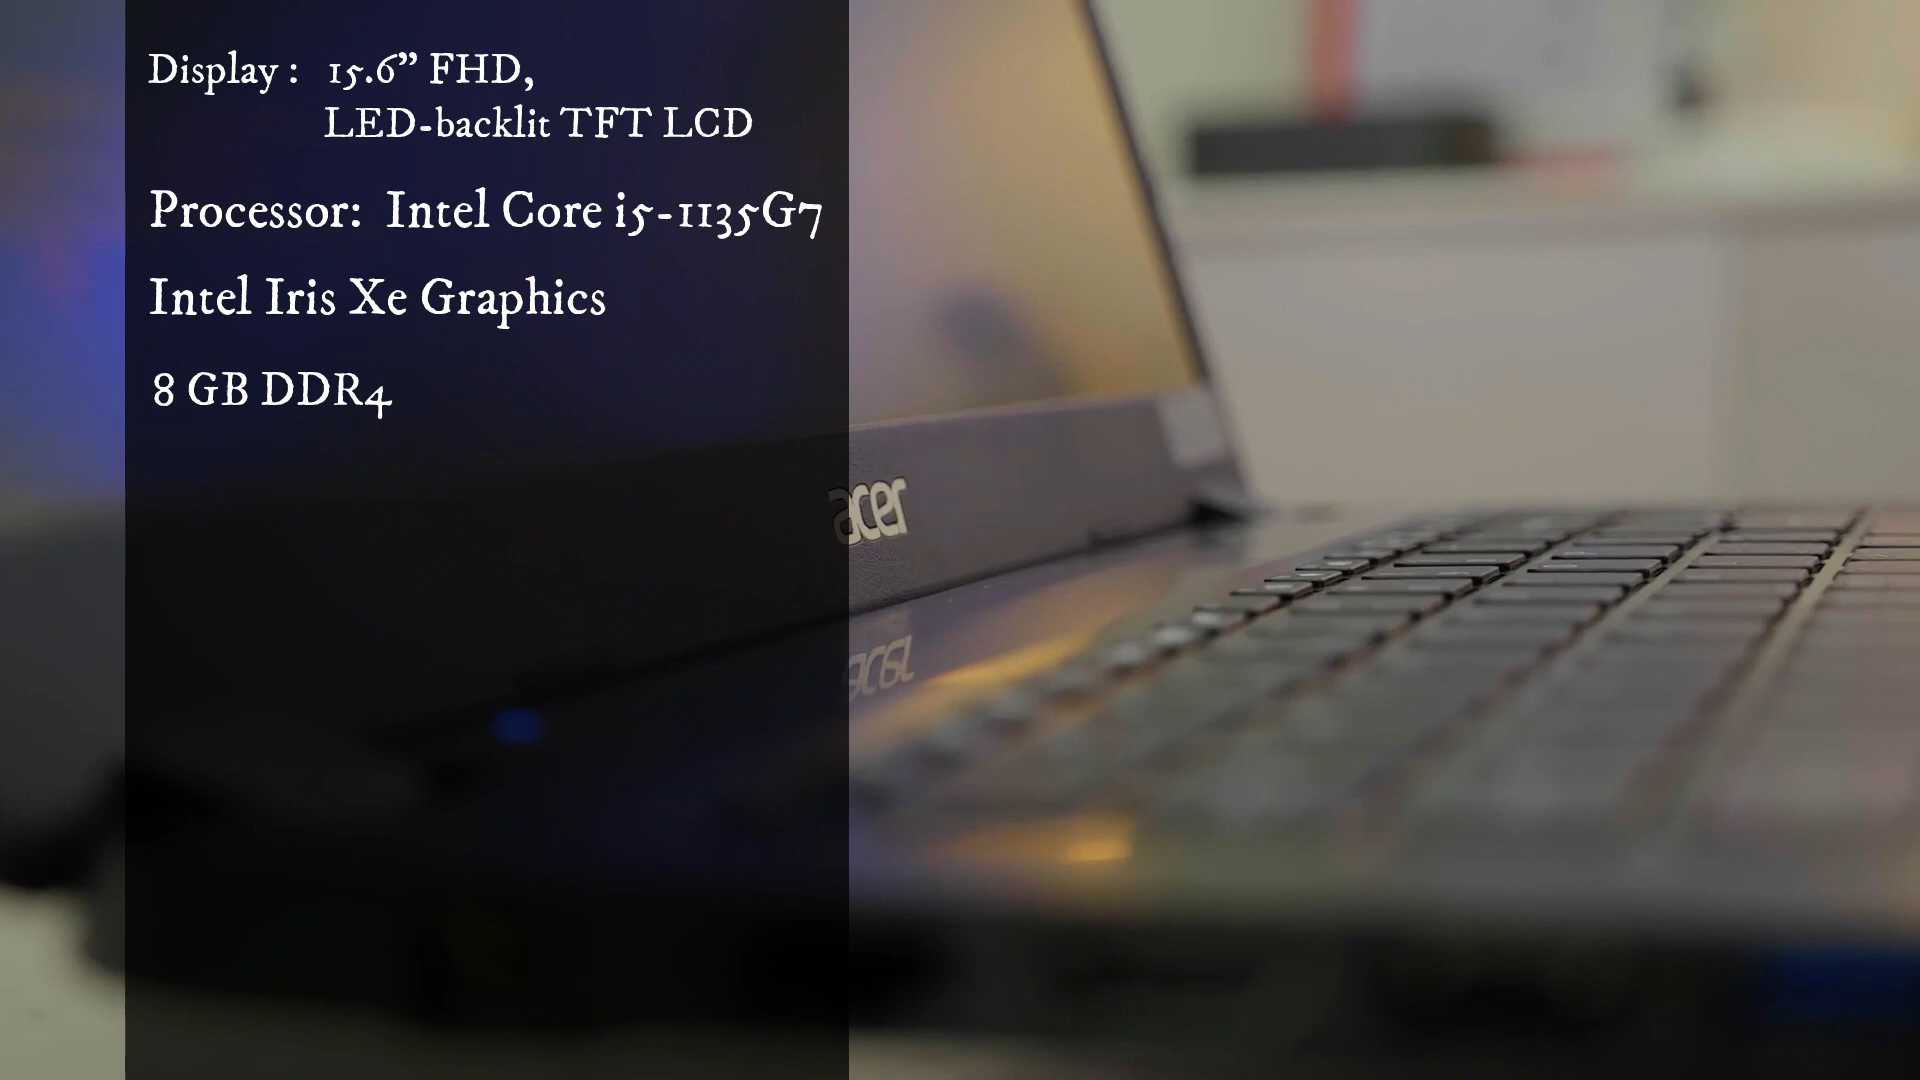 Display : 15.6” FHD,
LED-backlit TFT LCD
Processor: Intel Core i5-1135G7
Intel Iris Xe Graphics
8 GB DDR4
acer